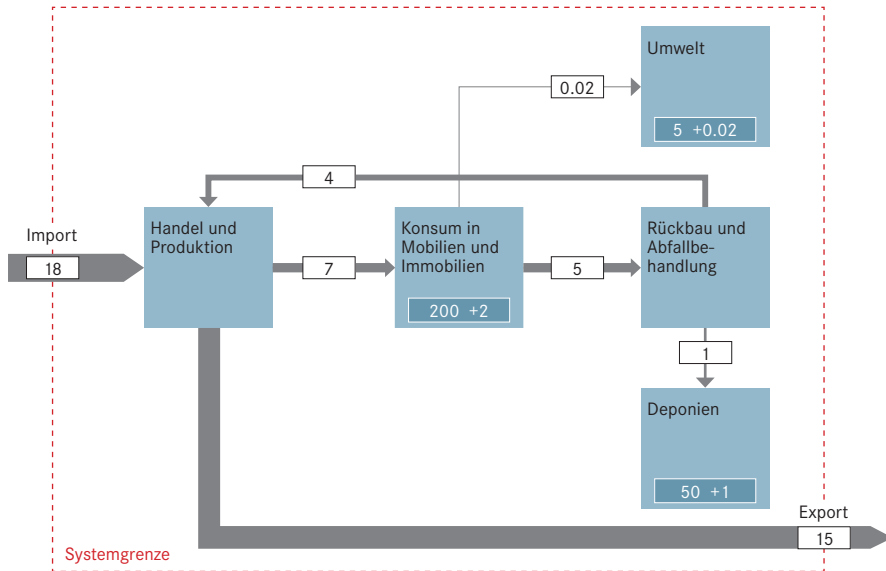 Umwelt
0.02
5 +0.02
4
Import
18
Handel und
Produktion
7
Konsum in
Mobilien und
Immobilien
200 +2
5
Rückbau und
Abfallbe-
handlung
1
Deponien
50 +1
Export
15
Systemgrenze